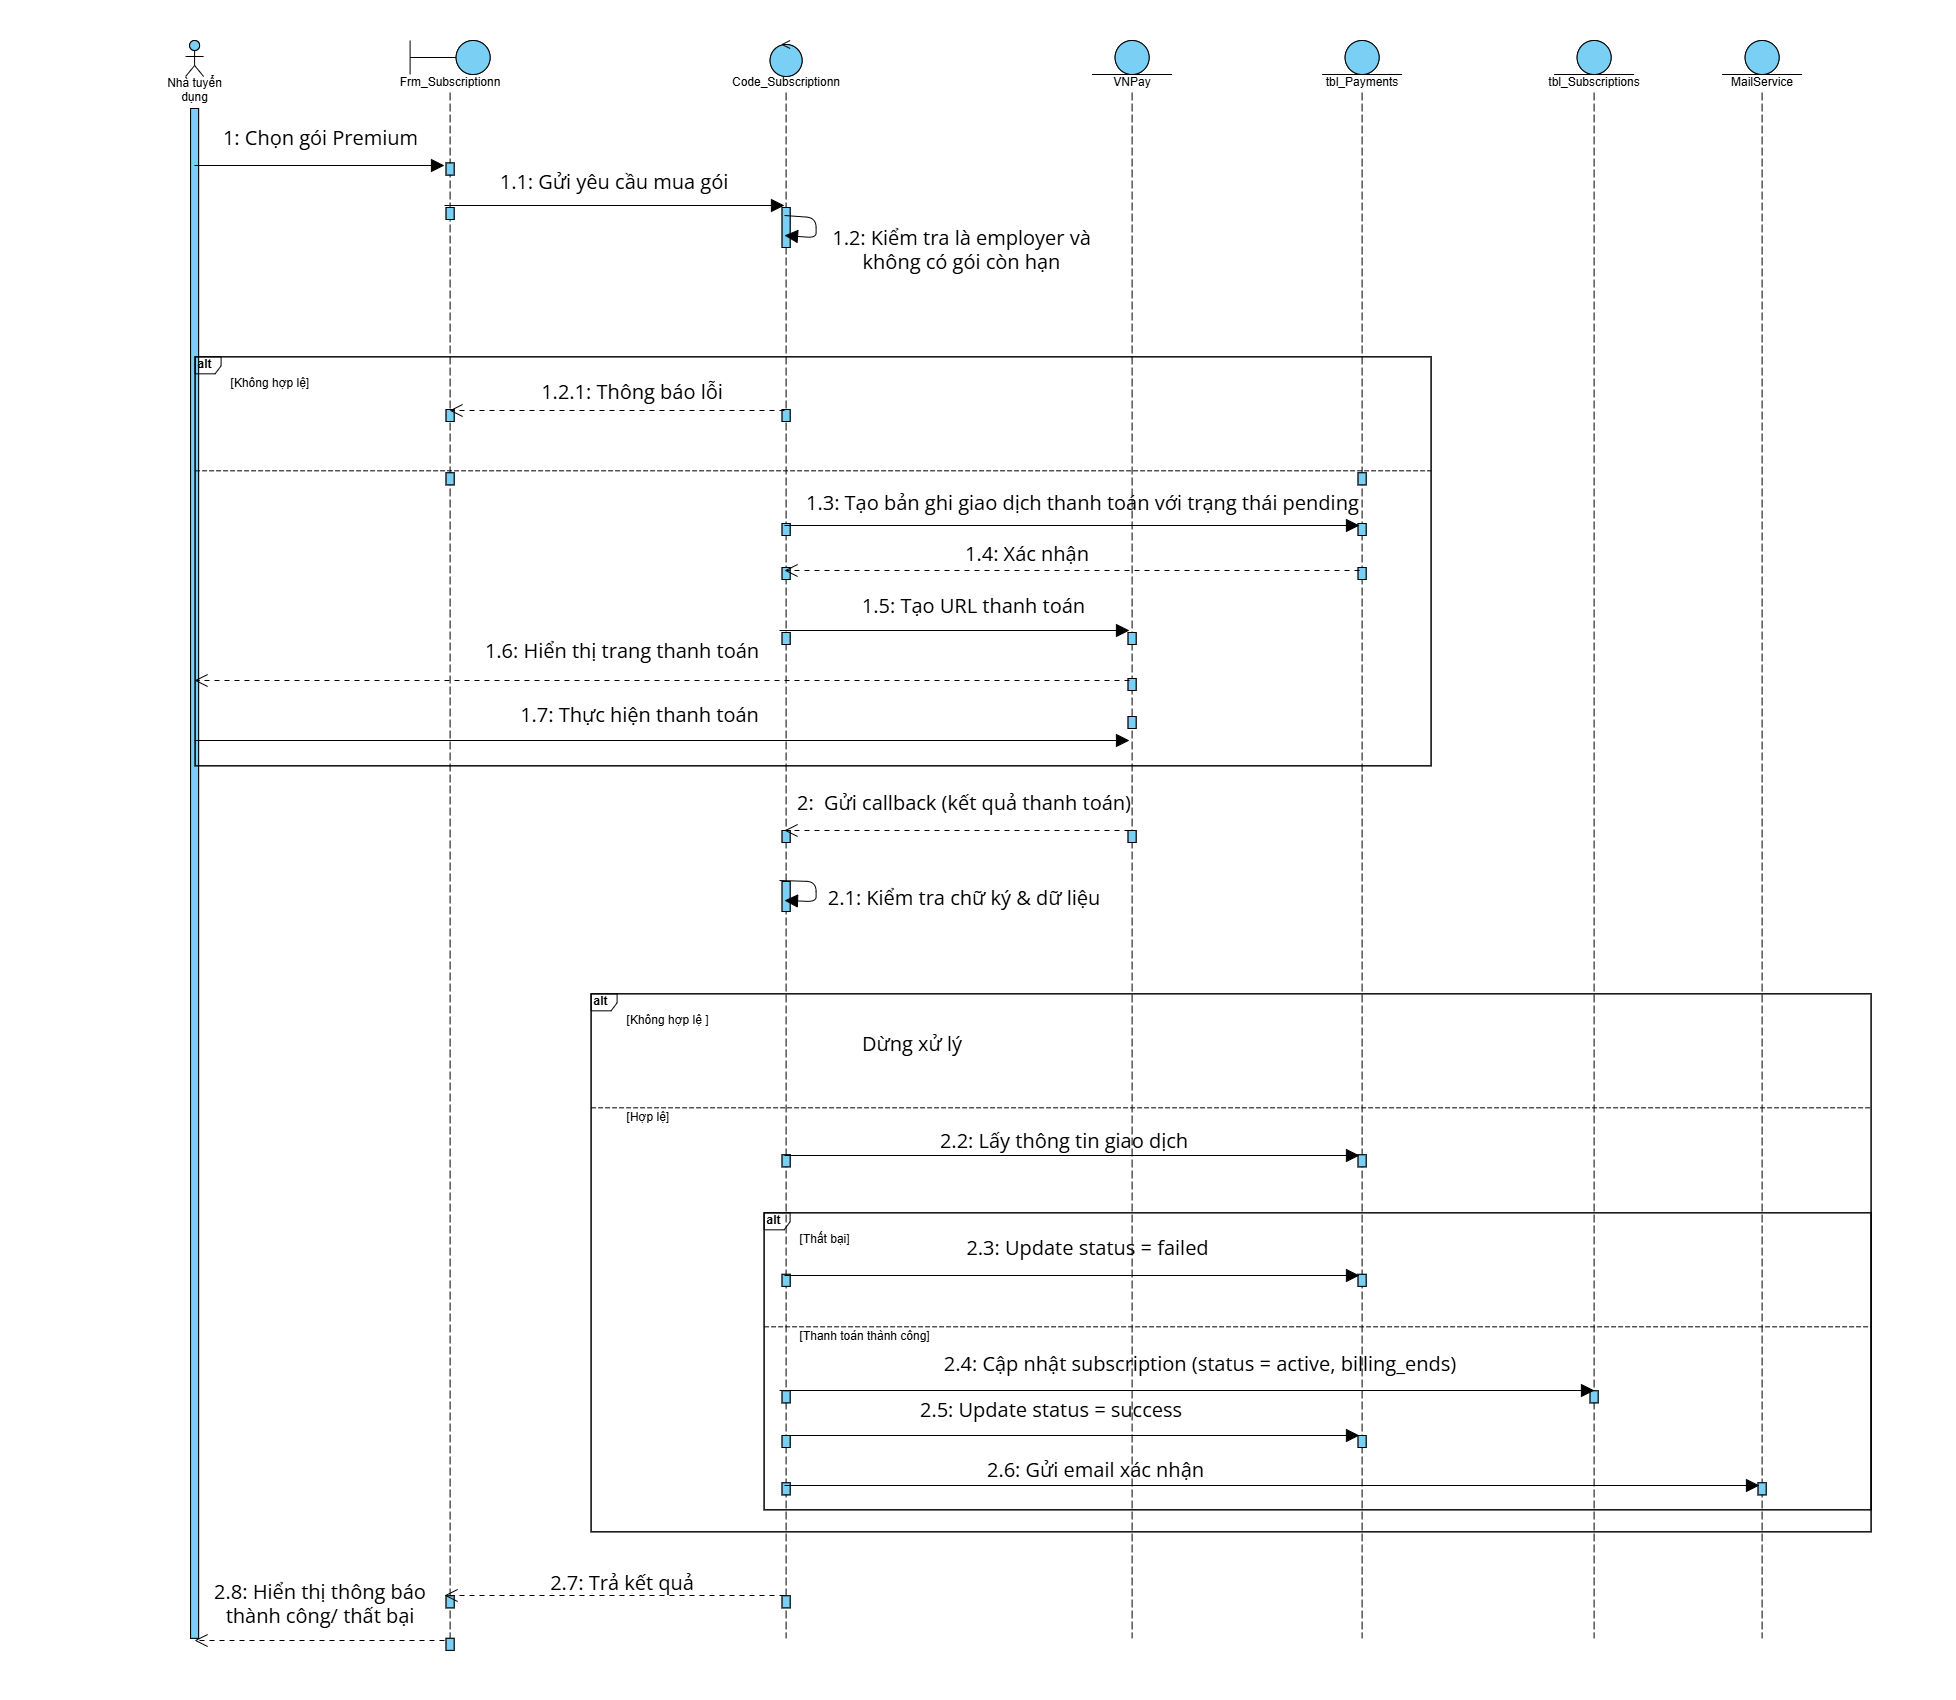 Nhà tuyển
dụng
Frm_Subscriptionn
Code_Subscriptionn
VNPay
tbl_Payments
tbl_Subscriptions
MailService
1: Chọn gói Premium
1.1: Gửi yêu cầu mua gói
1.2: Kiểm tra là employer và
không có gói còn hạn
alt
[Không hợp lệ]
1.2.1: Thông báo lỗi
1.3: Tạo bản ghi giao dịch thanh toán với trạng thái pending
1.4: Xác nhận
1.5: Tạo URL thanh toán
1.6: Hiển thị trang thanh toán
1.7: Thực hiện thanh toán
2: Gửi callback (kết quả thanh toán)
2.1: Kiểm tra chữ ký & dữ liệu
alt
[Không hợp lệ ]
Dừng xử lý
[Hợp lệ]
2.2: Lấy thông tin giao dịch
alt
[Thất bại]
2.3: Update status = failed
[Thanh toán thành công]
2.4: Cập nhật subscription (status = active, billing_ends)
2.5: Update status = success
2.6: Gửi email xác nhận
2.7: Trả kết quả
2.8: Hiển thị thông báo
thành công/ thất bại